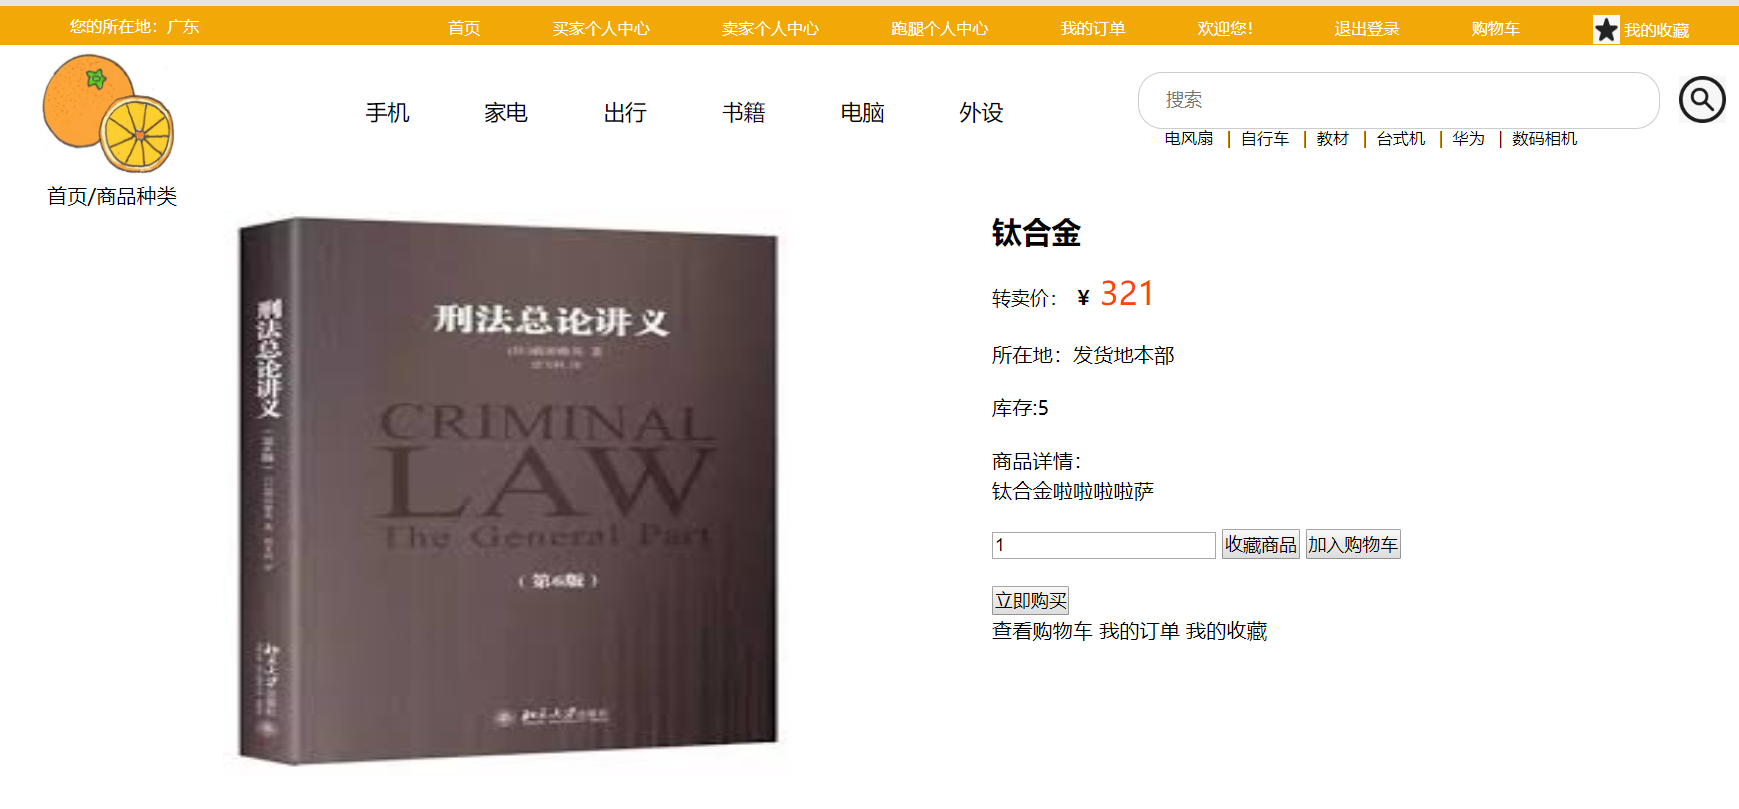 您的所在地：广东
首页 买家个人中心 卖家个人中心 跑腿个人中心 我的订单 欢迎您！ 退出登录 购物车 我的收藏
手机 家电 出行 书籍 电脑 外设
搜索
电风扇 | 自行车 | 教材 | 台式机 | 华为 | 数码相机
首页/商品种类
刑法总论讲义
刑法总论讲义
CRIMINAL
LAW
The General Part
（第6版）
北京大学出版社
钛合金
转卖价： ¥ 321
所在地：发货地本部
库存:5
商品详情：
钛合金啦啦啦啦萨
1 收藏商品 加入购物车
立即购买
查看购物车 我的订单 我的收藏